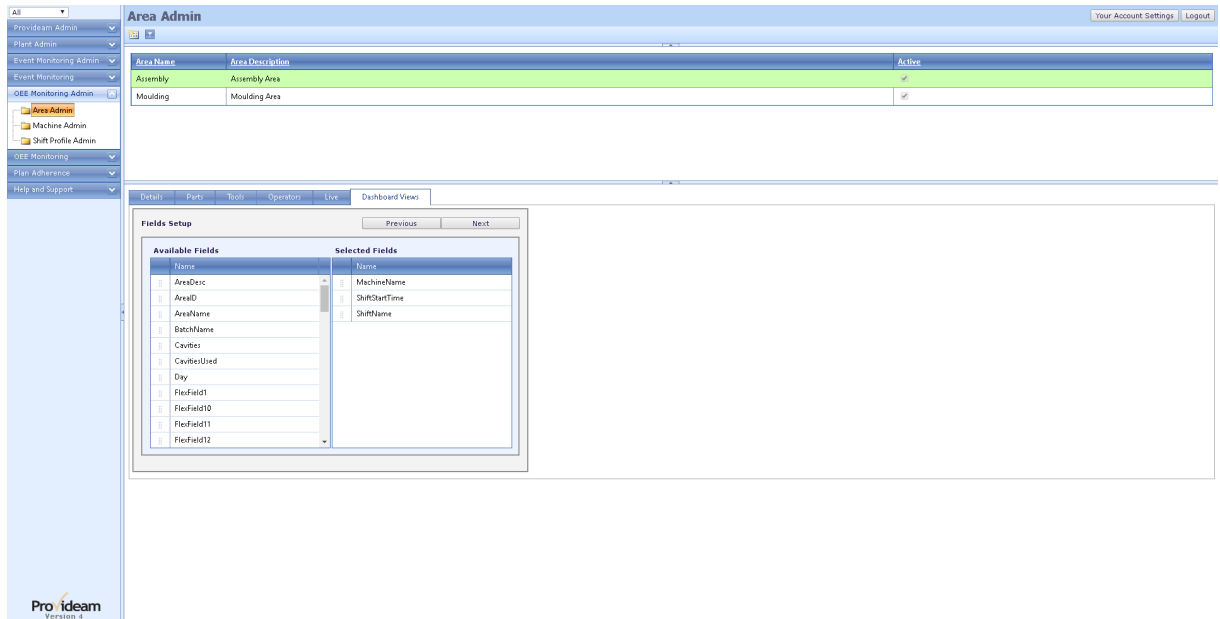 All
Area Admin
Your Account Settings
Logout
Provideam Admin
Plant Admin
Event Monitoring Admin
Event Monitoring
OEE Monitoring Admin
Area Admin
Machine Admin
Shift Profile Admin
OEE Monitoring
Plan Adherence
Help and Support
Area Name Area Description Active
Assembly Assembly Area
Moulding Moulding Area
Details Parts Tools Operators Live Dashboard Views
Fields Setup Previous Next
Available Fields Selected Fields
Name Name
AreaDesc MachineName
AreaID ShiftStartTime
AreaName ShiftName
BatchName
Cavities
CavitiesUsed
Day
FlexField1
FlexField10
FlexField11
FlexField12
Provideam
Version 4